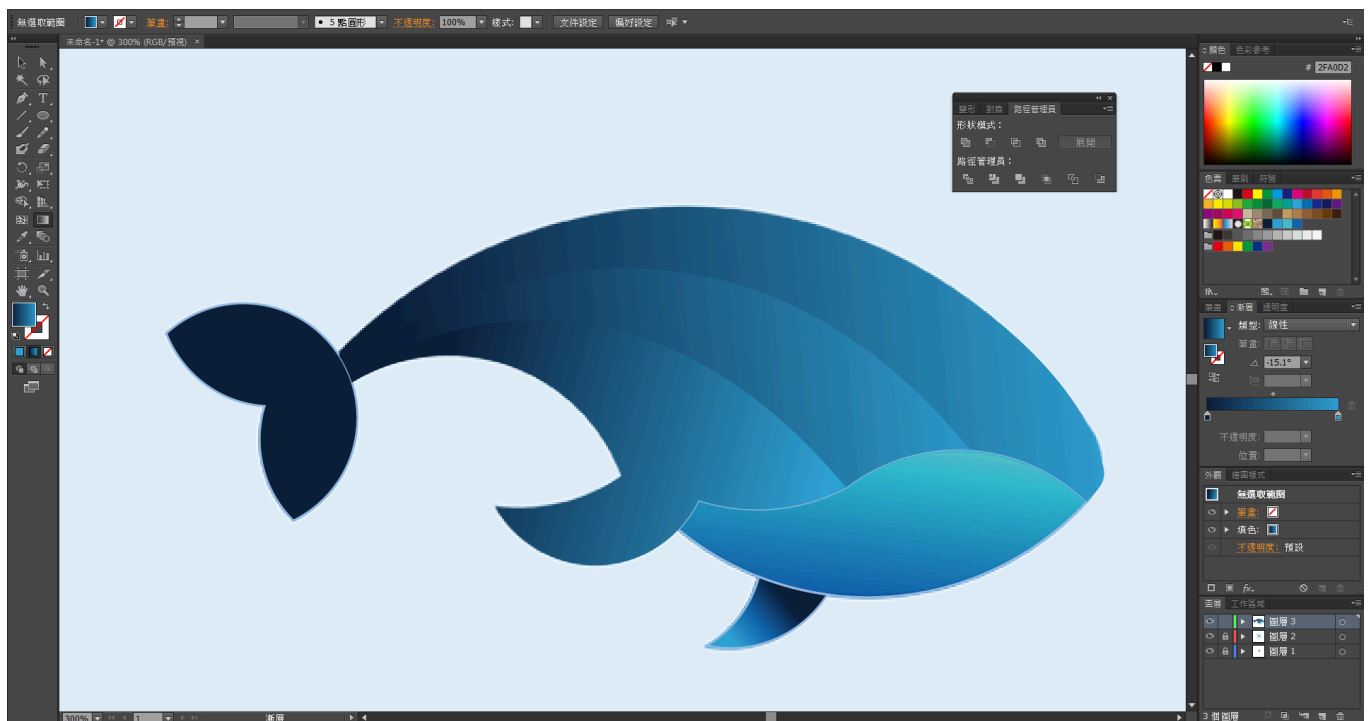 無選取範圍 筆畫: 5 點圓形 不透明度: 100% 樣式: 文件設定 偏好設定
未命名-1* @ 300% (RGB/預視) ×
變形 對齊 路徑管理員
形狀模式：
展開
路徑管理員：
顏色 色彩參考
# 2FA0D2
色票 筆刷 符號
筆畫 漸層 透明度
類型: 線性
筆畫:
-15.1°
不透明度:
位置:
外觀 繪圖樣式
無選取範圍
筆畫:
填色:
不透明度: 預設
fx
圖層 工作區域
圖層 3
圖層 2
圖層 1
3 個圖層
300% 1 漸層